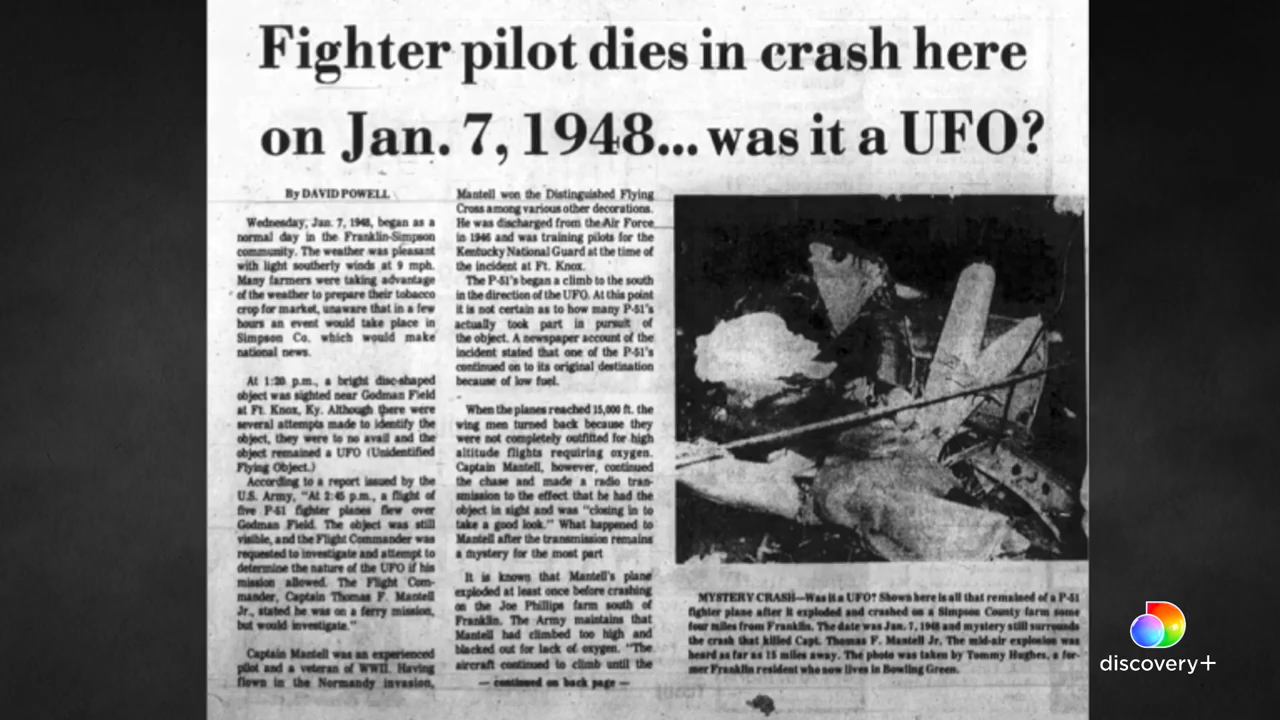 Fighter pilot dies in crash here
on Jan. 7, 1948... was it a UFO?
By DAVID POWELL
Wednesday, Jan. 7, 1948, began as a
normal day in the Franklin-Simpson
community. The weather was pleasant
with light southerly winds at 9 mph.
Many farmers were taking advantage
of the weather to prepare their tobacco
crop for market, unaware that in a few
hours an event would take place in
Simpson Co. which would make
national news.
At 1:20 p.m., a bright disc-shaped
object was sighted near Godman Field
at Ft. Knox, Ky. Although there were
several attempts made to identify the
object, they were to no avail and the
object remained a UFO (Unidentified
Flying Object.)
According to a report issued by the
U.S. Army, "At 2:45 p.m., a flight of
five P-51 fighter planes flew over
Godman Field. The object was still
visible, and the Flight Commander was
requested to investigate and attempt to
determine the nature of the UFO if his
mission allowed. The Flight Com-
mander, Captain Thomas F. Mantell
Jr., stated he was on a ferry mission,
but would investigate."
Captain Mantell was an experienced
pilot and a veteran of WWII. Having
flown in the Normandy invasion,
Mantell won the Distinguished Flying
Cross among various other decorations.
He was discharged from the Air Force
in 1946 and was training pilots for the
Kentucky National Guard at the time of
the incident at Ft. Knox.
The P-51's began a climb to the south
in the direction of the UFO. At this point
it is not certain as to how many P-51's
actually took part in pursuit of
the object. A newspaper account of the
incident stated that one of the P-51's
continued on to its original destination
because of low fuel.
When the planes reached 15,000 ft. the
wing men turned back because they
were not completely outfitted for high
altitude flights requiring oxygen.
Captain Mantell, however, continued
the chase and made a radio tran-
smission to the effect that he had the
object in sight and was "closing in to
take a good look." What happened to
Mantell after the transmission remains
a mystery for the most part
It is known that Mantell's plane
exploded at least once before crashing
on the Joe Phillips farm south of
Franklin. The Army maintains that
Mantell had climbed too high and
blacked out for lack of oxygen. "The
aircraft continued to climb until the
— continued on back page —
MYSTERY CRASH—Was it a UFO? Shown here is all that remained of a P-51
fighter plane after it exploded and crashed on a Simpson County farm some
four miles from Franklin. The date was Jan. 7, 1948 and mystery still surrounds
the crash that killed Capt. Thomas F. Mantell Jr. The mid-air explosion was
heard as far as 15 miles away. The photo was taken by Tommy Hughes, a for-
mer Franklin resident who now lives in Bowling Green.
discovery+